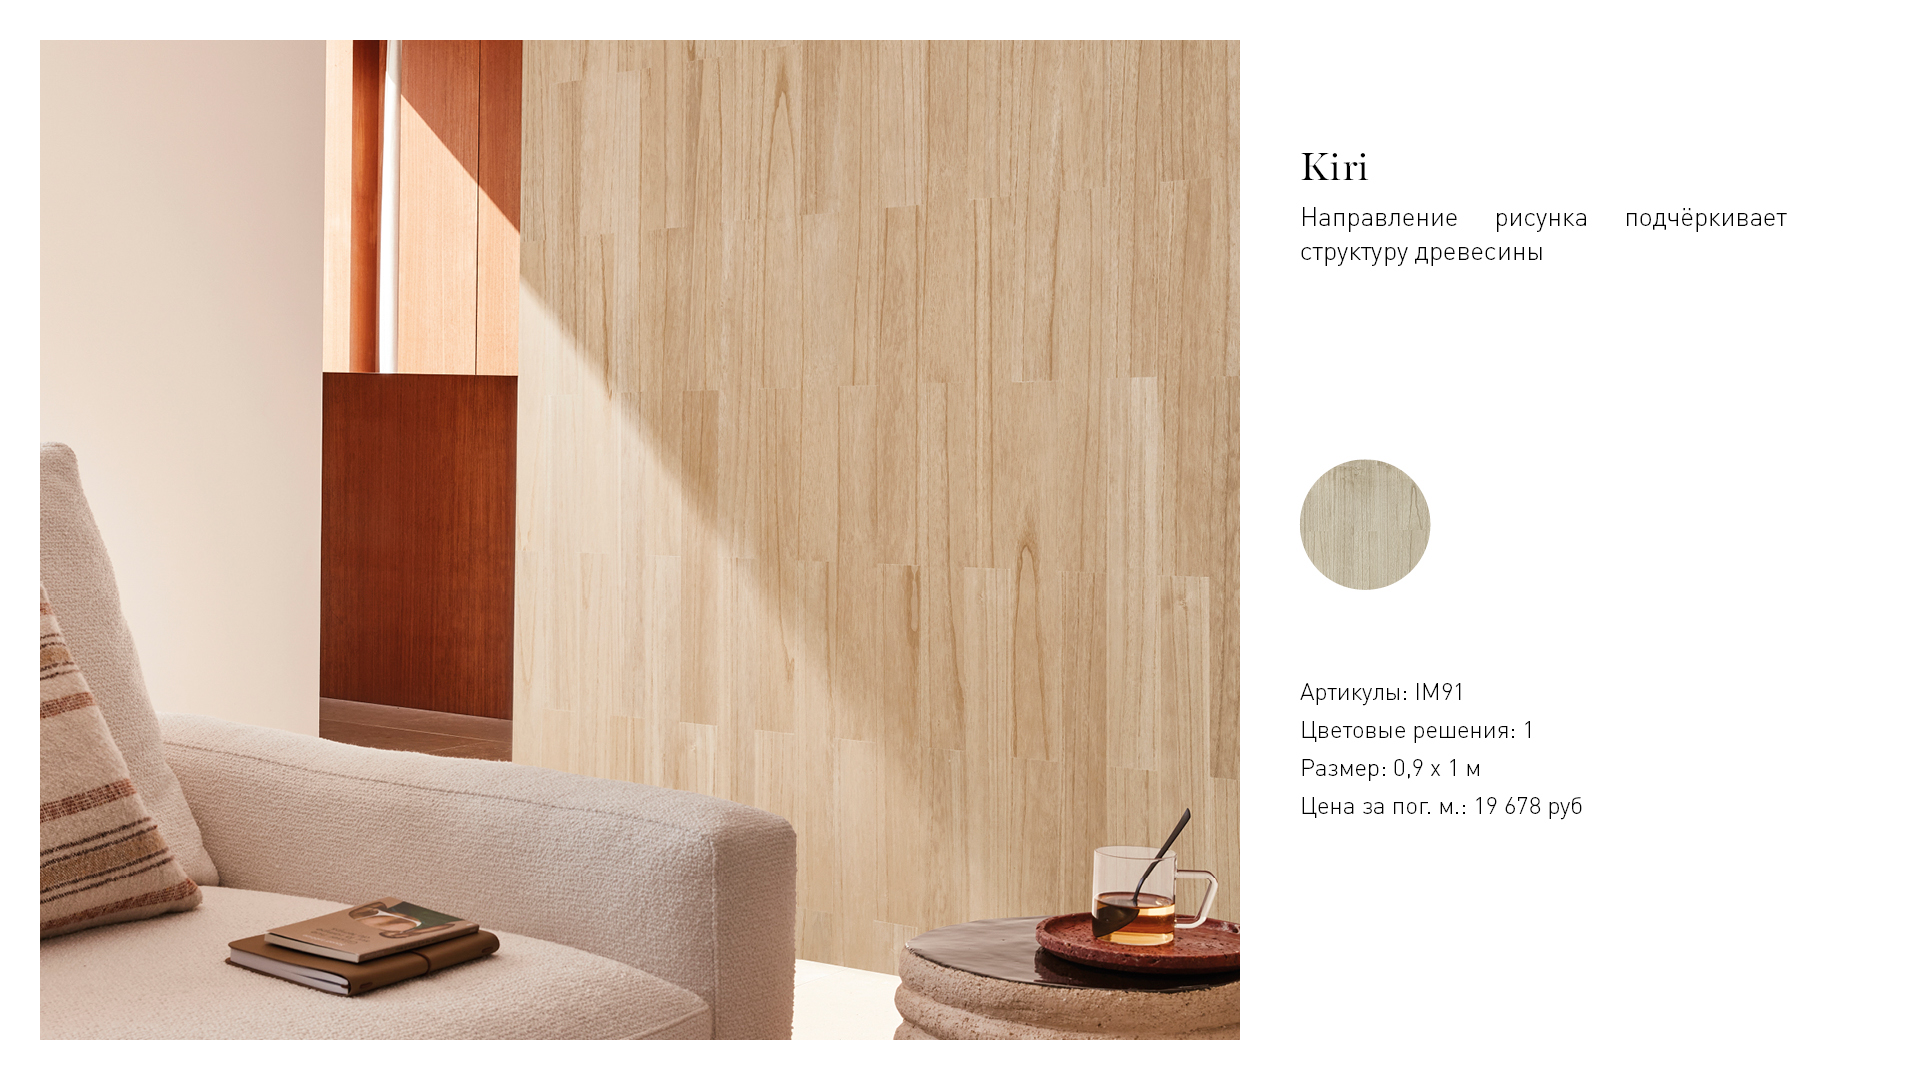 Kiri
Направление рисунка подчёркивает
структуру древесины
Артикулы: IM91
Цветовые решения: 1
Размер: 0,9 x 1 м
Цена за пог. м.: 19 678 руб